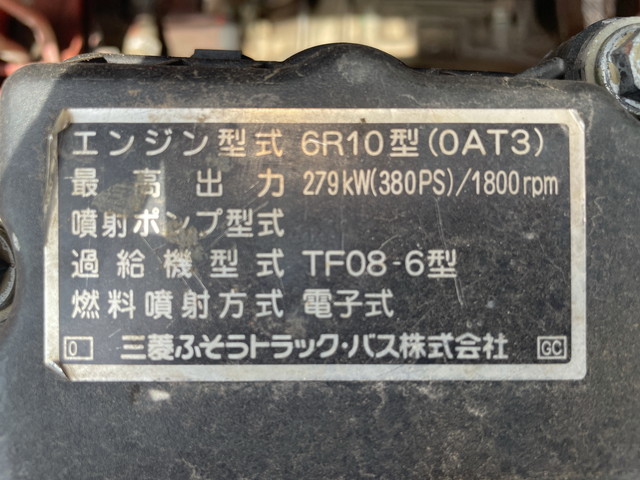 エンジン型式 6R10型(0AT3)
最高出力 279kW(380PS)/1800rpm
噴射ポンプ型式
過給機型式 TF08-6型
燃料噴射方式 電子式
0 三菱ふそうトラック・バス株式会社 GC